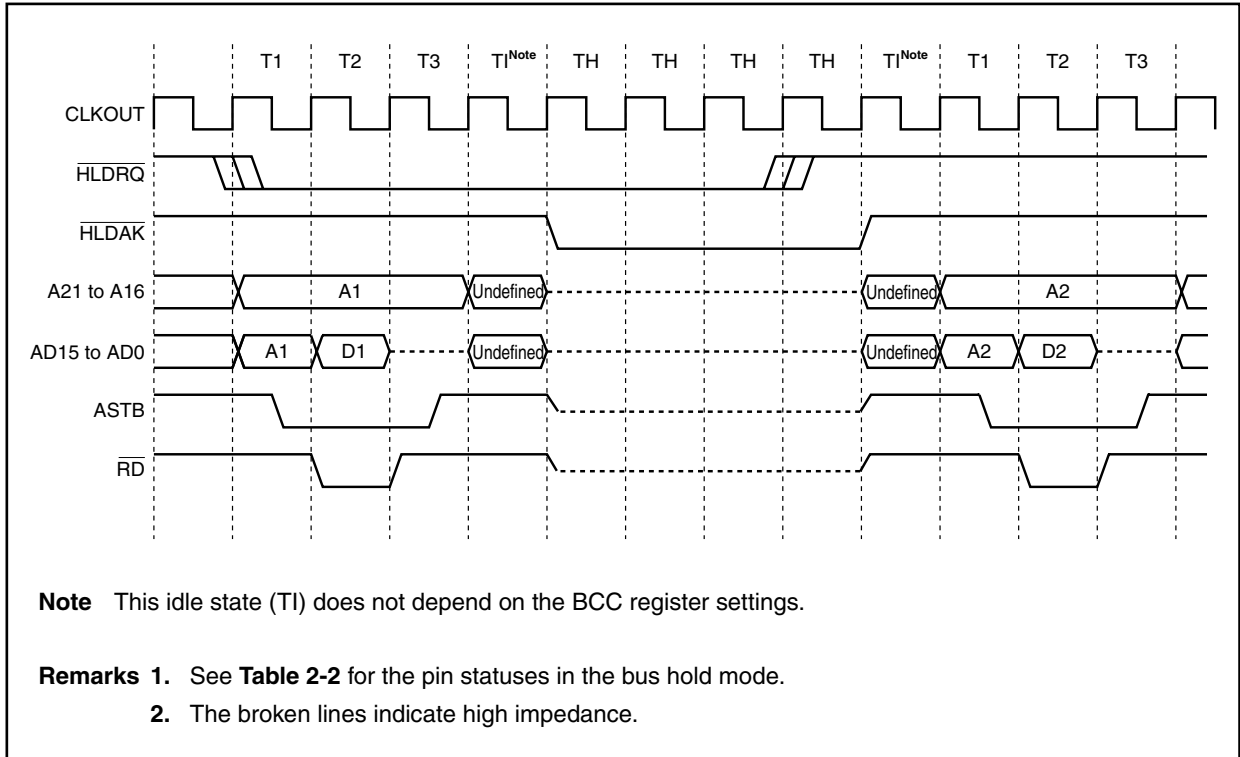 T1 T2 T3 TI^Note TH TH TH TH TI^Note T1 T2 T3
CLKOUT
HLDRQ
HLDAK
A21 to A16 A1 Undefined Undefined A2
AD15 to AD0 A1 D1 Undefined Undefined A2 D2
ASTB
RD
Note This idle state (TI) does not depend on the BCC register settings.
Remarks 1. See Table 2-2 for the pin statuses in the bus hold mode.
2. The broken lines indicate high impedance.